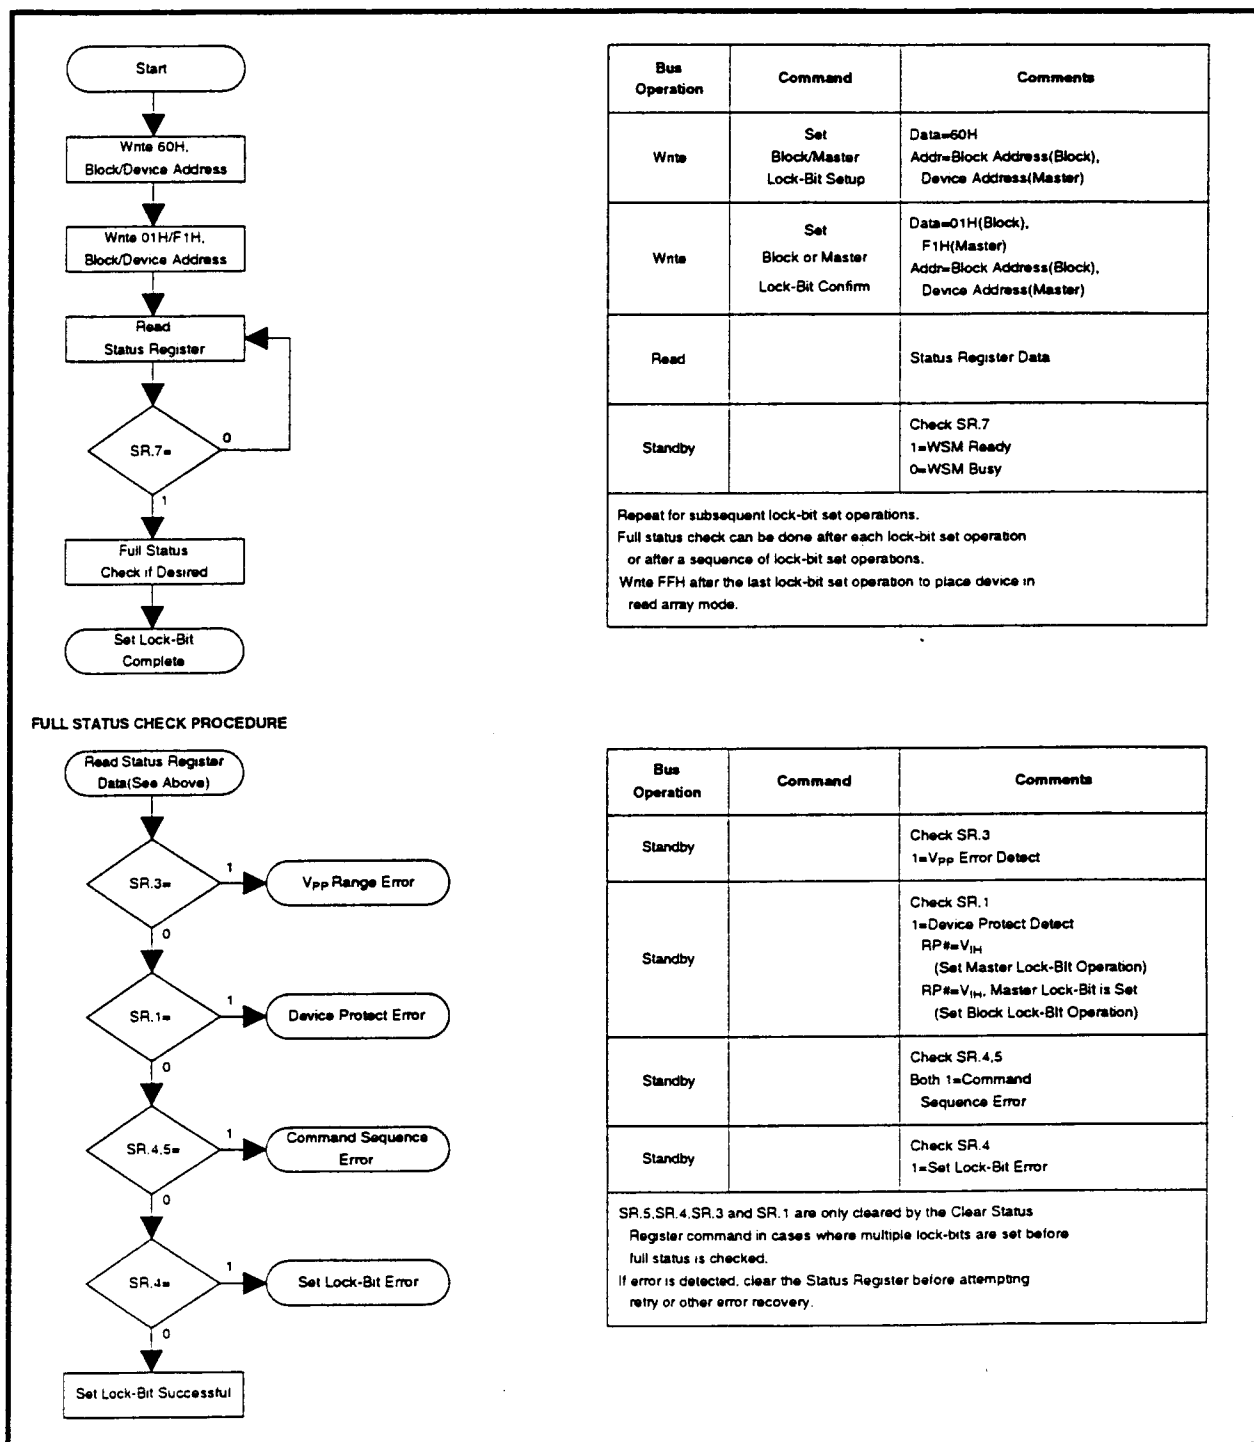 Start
Write 60H,
Block/Device Address
Write 01H/F1H,
Block/Device Address
Read
Status Register
SR.7=
0
1
Full Status
Check if Desired
Set Lock-Bit
Complete
Bus
Operation
Command
Comments
Write
Set
Block/Master
Lock-Bit Setup
Data=60H
Addr=Block Address(Block),
Device Address(Master)
Write
Set
Block or Master
Lock-Bit Confirm
Data=01H(Block),
F1H(Master)
Addr=Block Address(Block),
Device Address(Master)
Read
Status Register Data
Standby
Check SR.7
1=WSM Ready
0=WSM Busy
Repeat for subsequent lock-bit set operations.
Full status check can be done after each lock-bit set operation
or after a sequence of lock-bit set operations.
Write FFH after the last lock-bit set operation to place device in
read array mode.
FULL STATUS CHECK PROCEDURE
Read Status Register
Data(See Above)
SR.3=
1
VPP Range Error
0
SR.1=
1
Device Protect Error
0
SR.4,5=
1
Command Sequence
Error
0
SR.4=
1
Set Lock-Bit Error
0
Set Lock-Bit Successful
Bus
Operation
Command
Comments
Standby
Check SR.3
1=VPP Error Detect
Standby
Check SR.1
1=Device Protect Detect
RP#=VIH
(Set Master Lock-Bit Operation)
RP#=VIH, Master Lock-Bit is Set
(Set Block Lock-Bit Operation)
Standby
Check SR.4,5
Both 1=Command
Sequence Error
Standby
Check SR.4
1=Set Lock-Bit Error
SR.5,SR.4,SR.3 and SR.1 are only cleared by the Clear Status
Register command in cases where multiple lock-bits are set before
full status is checked.
If error is detected, clear the Status Register before attempting
retry or other error recovery.